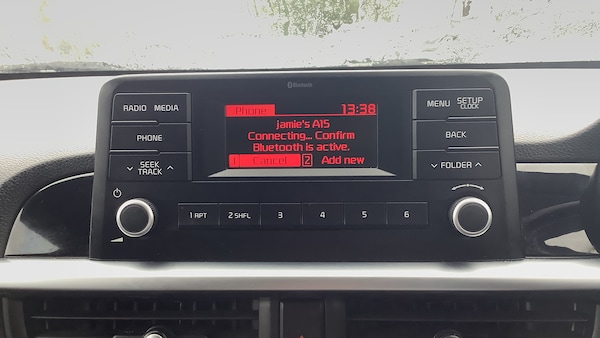 Bluetooth
RADIO MEDIA
PHONE
SEEK
TRACK
Phone 13:38
jamie's A15
Connecting... Confirm
Bluetooth is active.
1 Cancel 2 Add new
MENU SETUP
CLOCK
BACK
FOLDER
1 RPT 2 SHFL 3 4 5 6